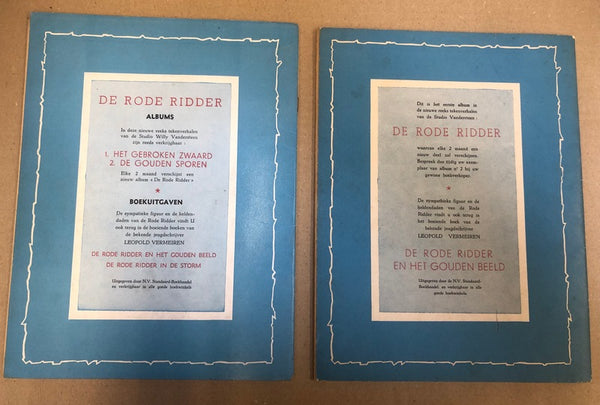 DE RODE RIDDER
ALBUMS
In deze nieuwe reeks tekenverhalen
van de Studio Willy Vandersteen
zijn reeds verkrijgbaar :
1. HET GEBROKEN ZWAARD
2. DE GOUDEN SPOREN
Elke 2 maand verschijnt een
nieuw album « De Rode Ridder »
BOEKUITGAVEN
De sympatieke figuur en de helden-
daden van de Rode Ridder vindt U
ook terug in de boeiende boeken van
de bekende jeugdschrijver
LEOPOLD VERMEIREN
DE RODE RIDDER EN HET GOUDEN BEELD
DE RODE RIDDER IN DE STORM
Uitgegeven door N.V. Standaard-Boekhandel
en verkrijgbaar in alle goede boekwinkels
Dit is het eerste album in
de nieuwe reeks tekenverhalen
van de Studio Vandersteen :
DE RODE RIDDER
waarvan elke 2 maand een
nieuw deel zal verschijnen.
Bespreek dus tijdig uw exem-
plaar van album nr 2 bij uw
gewone boekverkoper.
De sympathieke figuur en de
heldendaden van de Rode
Ridder vindt u ook terug in
het boeiende boek van de
bekende jeugdschrijver
LEOPOLD VERMEIREN
DE RODE RIDDER
EN HET GOUDEN BEELD
Uitgegeven door de N.V. Standaard-
Boekhandel, en verkrijgbaar in alle
goede boekwinkels